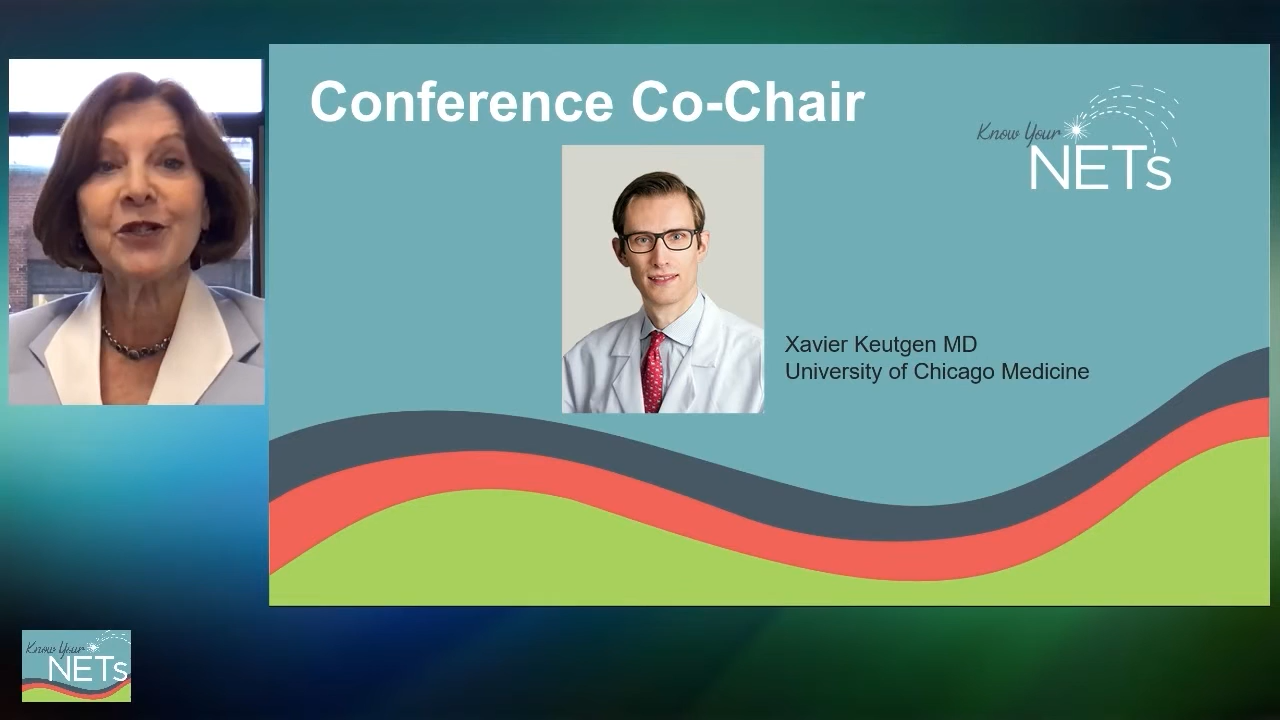 Conference Co-Chair
Know Your
NETs
Xavier Keutgen MD
University of Chicago Medicine
Know Your
NETs